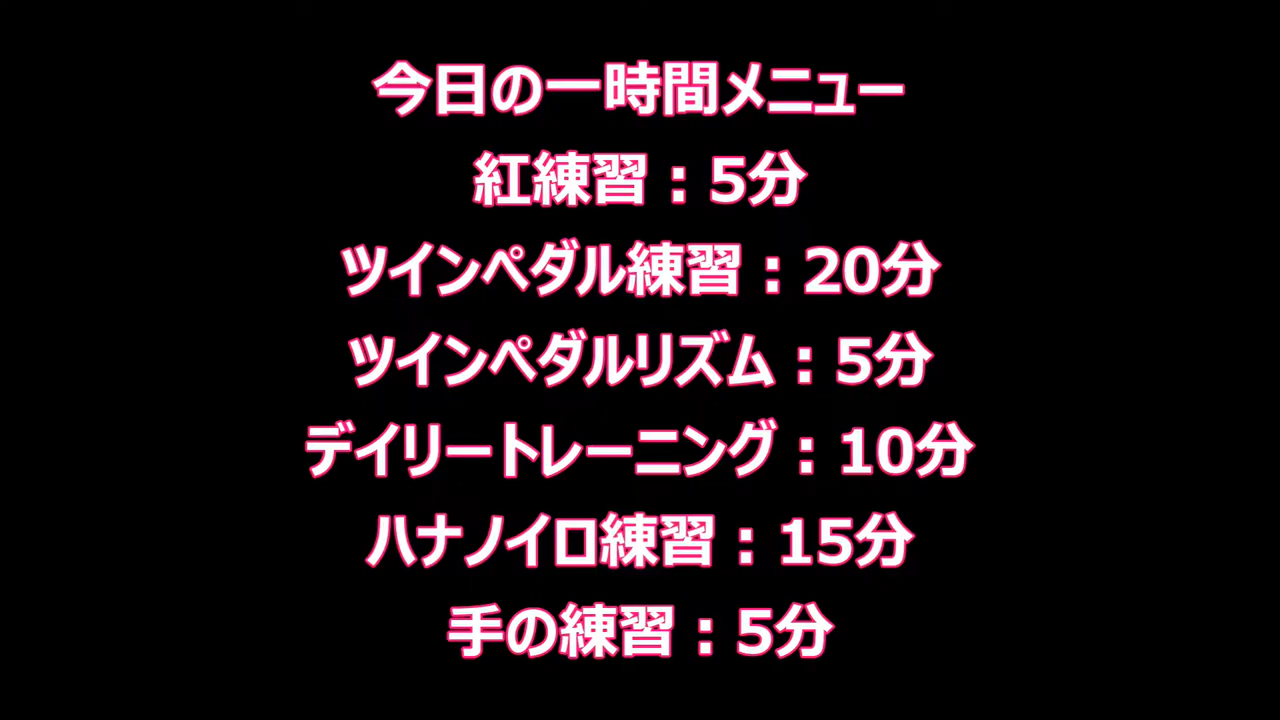 今日の一時間メニュー
紅練習：5分
ツインペダル練習：20分
ツインペダルリズム：5分
デイリートレーニング：10分
ハナノイロ練習：15分
手の練習：5分